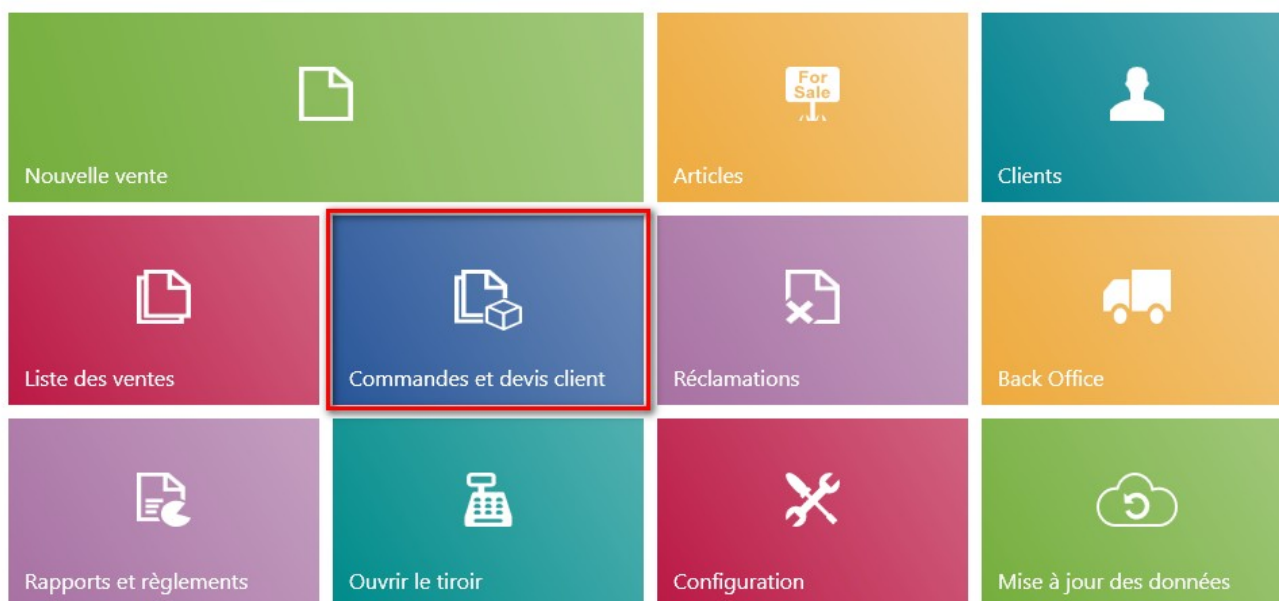 Nouvelle vente
For
Sale
Articles
Clients
Liste des ventes
Commandes et devis client
Réclamations
Back Office
Rapports et règlements
Ouvrir le tiroir
Configuration
Mise à jour des données